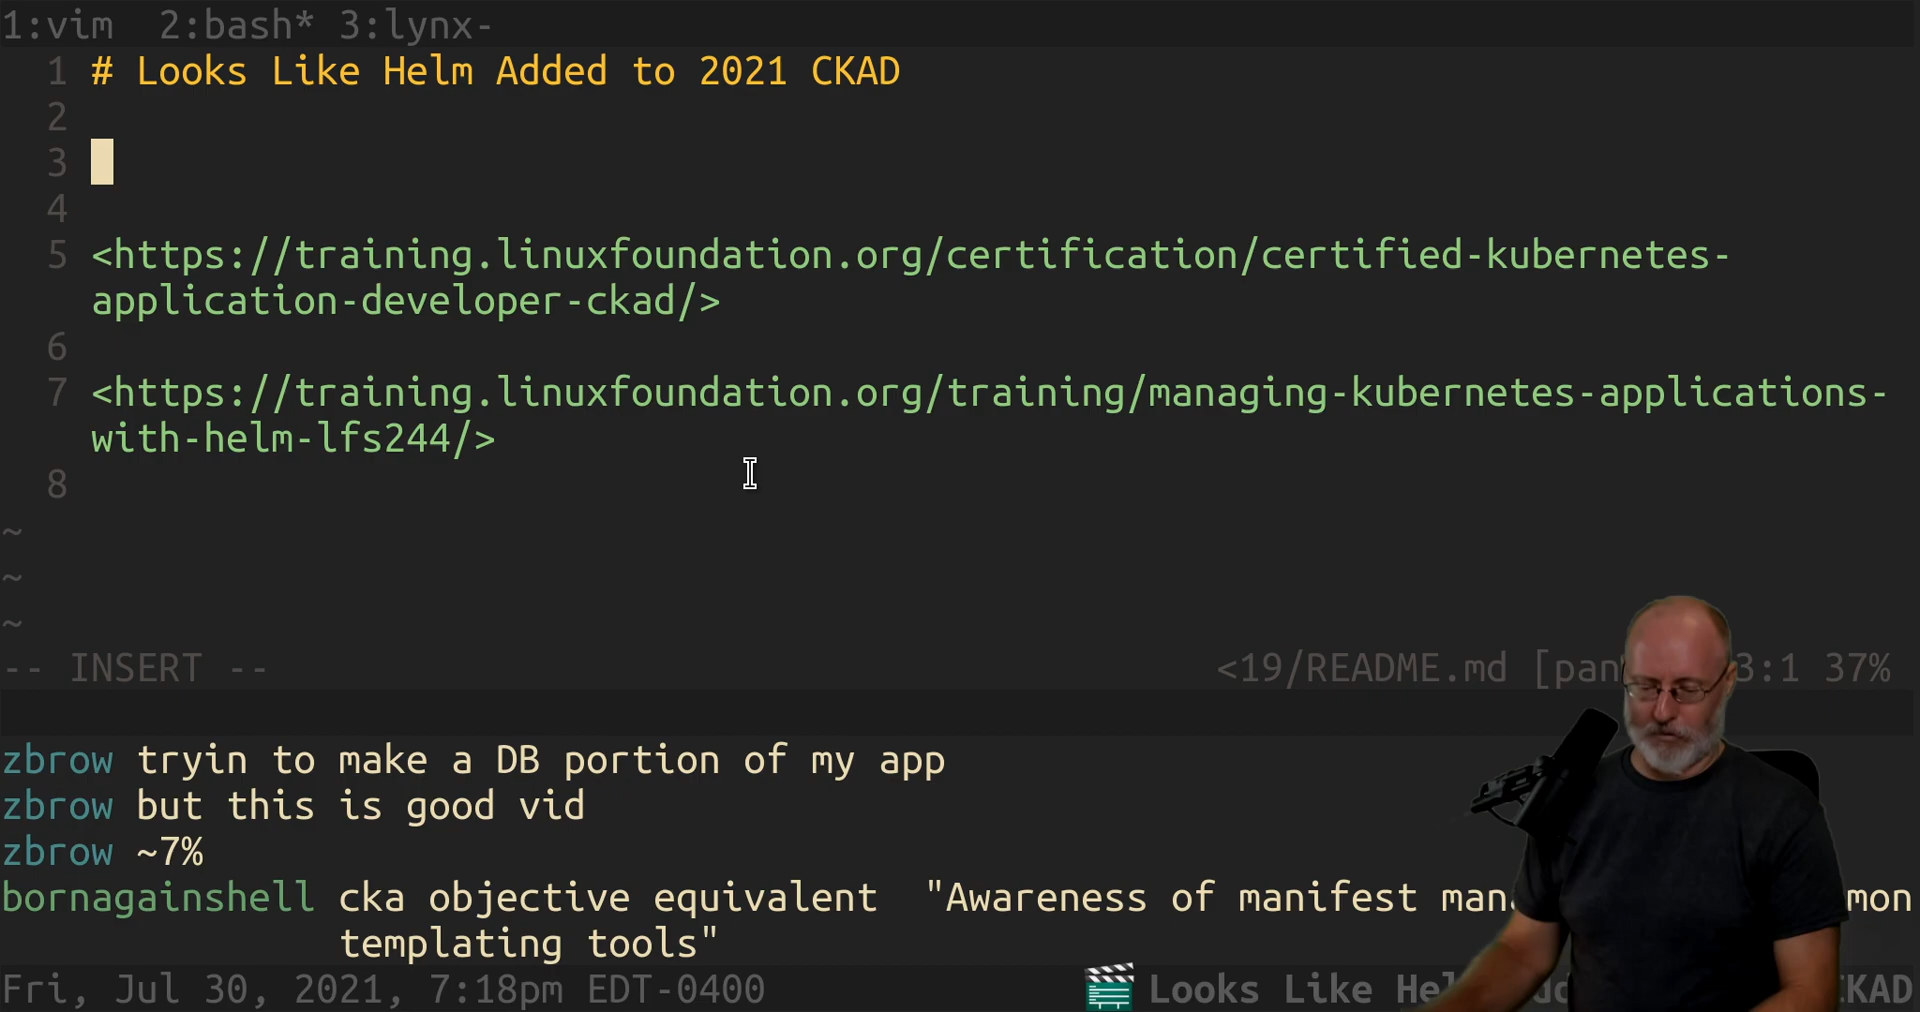 1:vim  2:bash* 3:lynx-
1 # Looks Like Helm Added to 2021 CKAD
2
3
4
5 <https://training.linuxfoundation.org/certification/certified-kubernetes-
application-developer-ckad/>
6
7 <https://training.linuxfoundation.org/training/managing-kubernetes-applications-
with-helm-lfs244/>
8
~
~
~
-- INSERT -- <19/README.md [pan 3:1 37%
zbrow tryin to make a DB portion of my app
zbrow but this is good vid
zbrow ~7%
bornagainshell cka objective equivalent  "Awareness of manifest man mon
templating tools"
Fri, Jul 30, 2021, 7:18pm EDT-0400 Looks Like CKAD